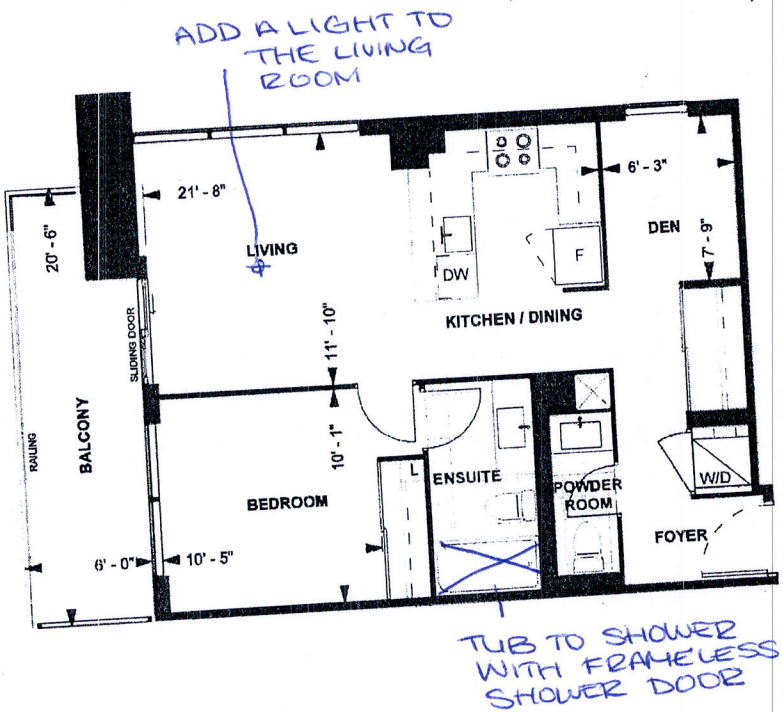 ADD A LIGHT TO
THE LIVING
ROOM
21' - 8"
6' - 3"
20' - 6"
LIVING
DEN
7' - 9"
F
DW
KITCHEN / DINING
SLIDING DOOR
11' - 10"
BALCONY
RAILING
10' - 1"
L
ENSUITE
BEDROOM
POWDER
ROOM
W/D
FOYER
6' - 0"
10' - 5"
TUB TO SHOWER
WITH FRAMELESS
SHOWER DOOR